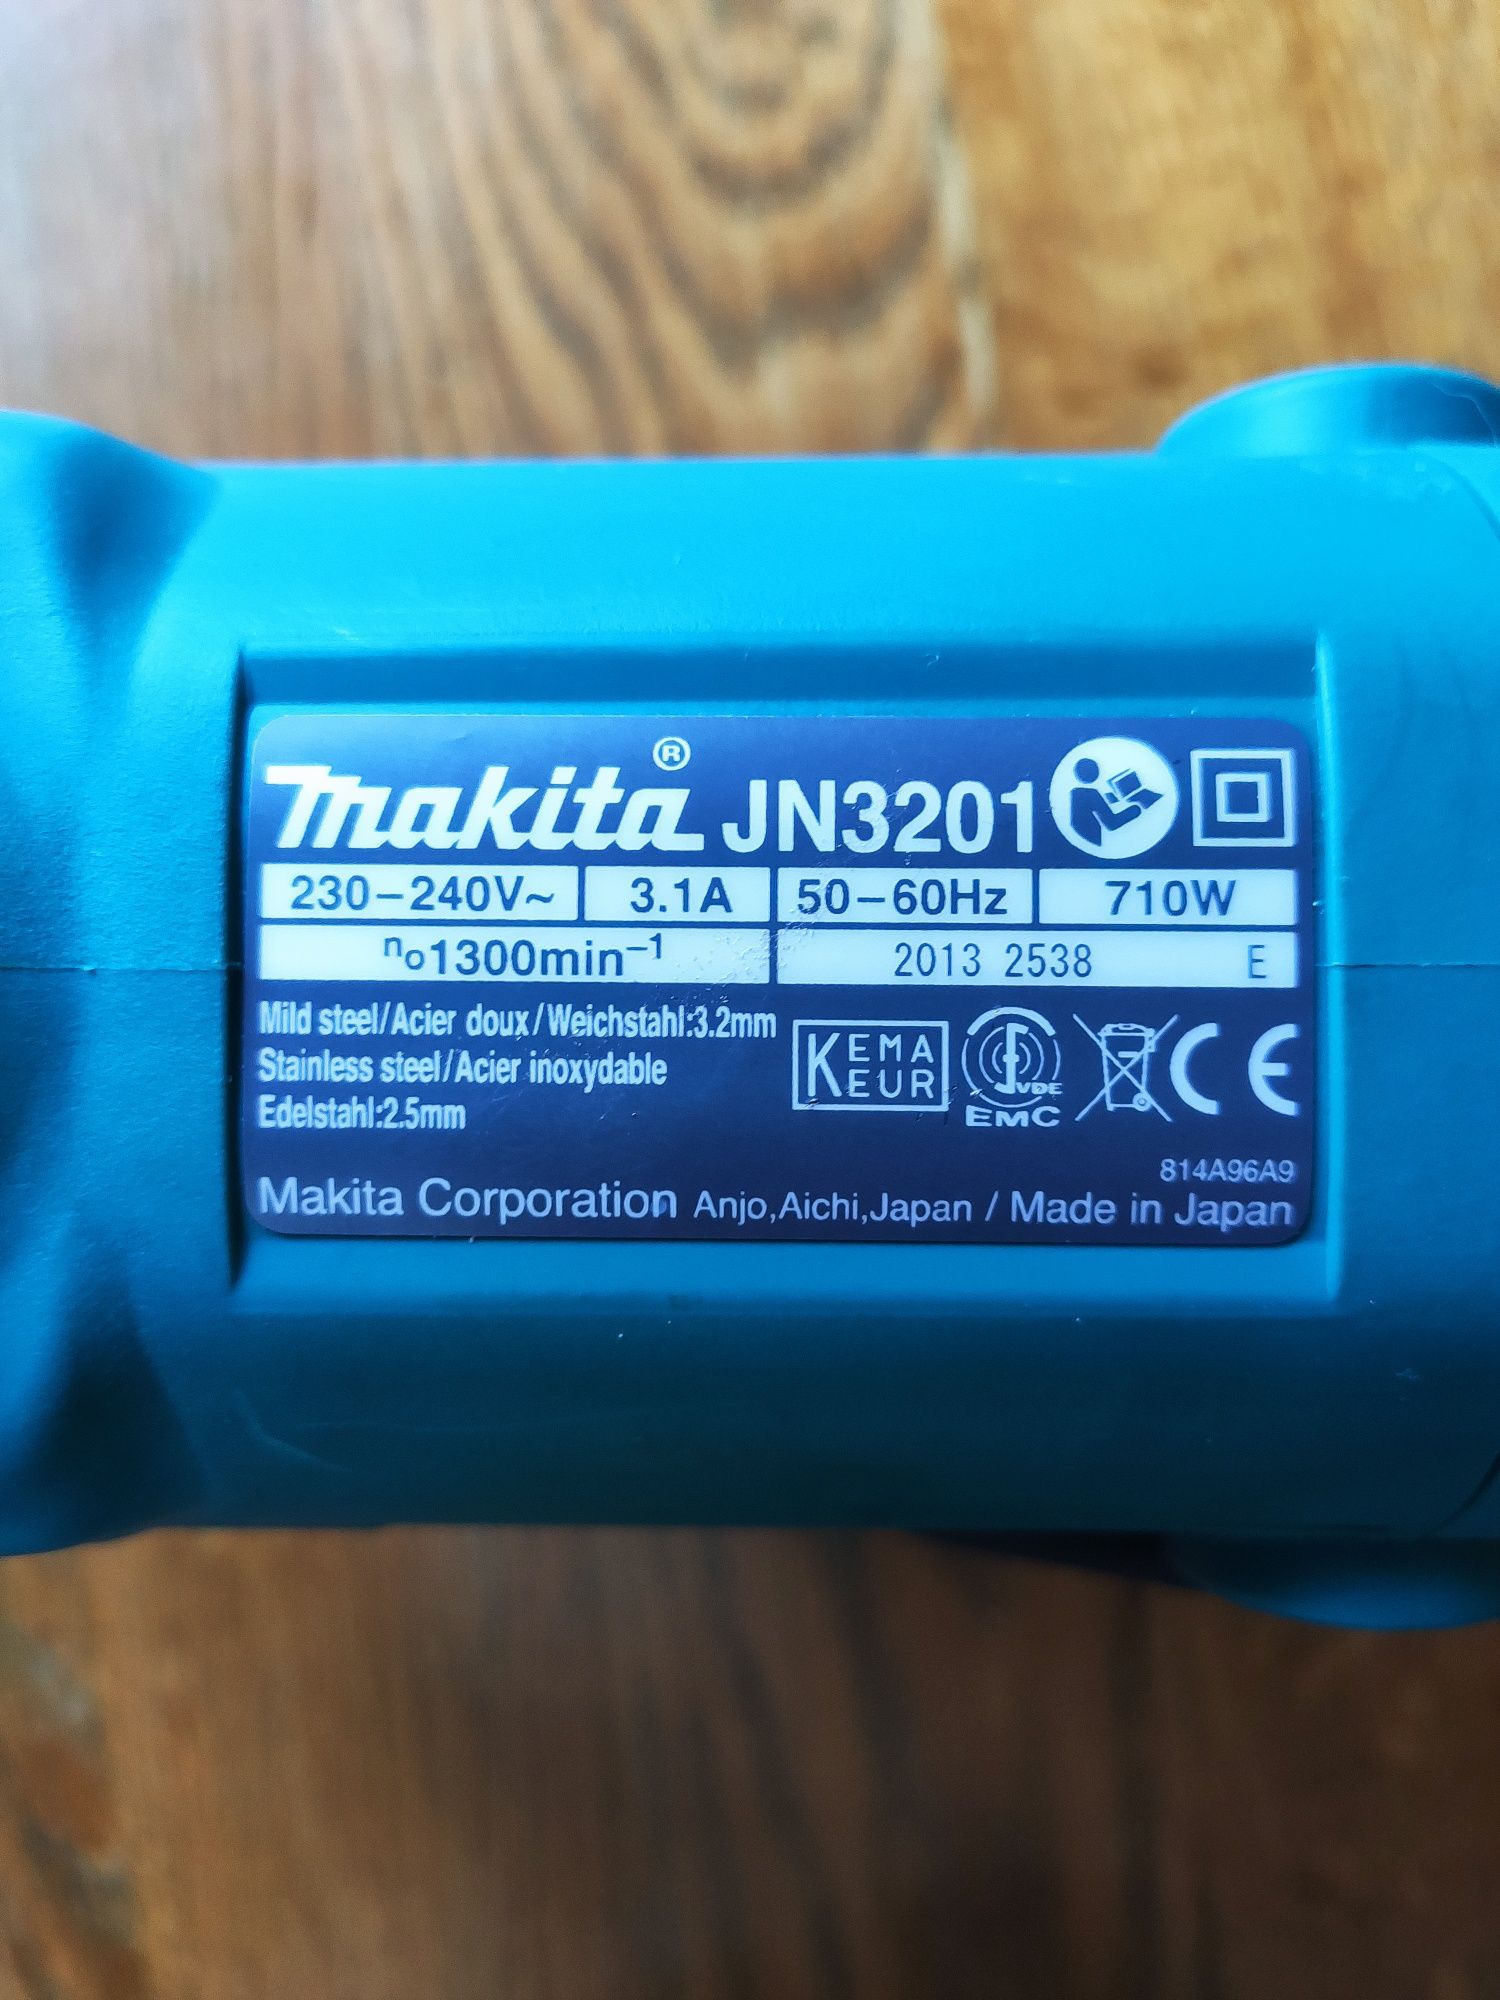 makita® JN3201
230–240V~ 3.1A 50–60Hz 710W
no1300min⁻¹ 2013 2538 E
Mild steel/Acier doux/Weichstahl:3.2mm
Stainless steel/Acier inoxydable
Edelstahl:2.5mm
KEMA
EUR
VDE
EMC
CE
814A96A9
Makita Corporation Anjo,Aichi,Japan / Made in Japan